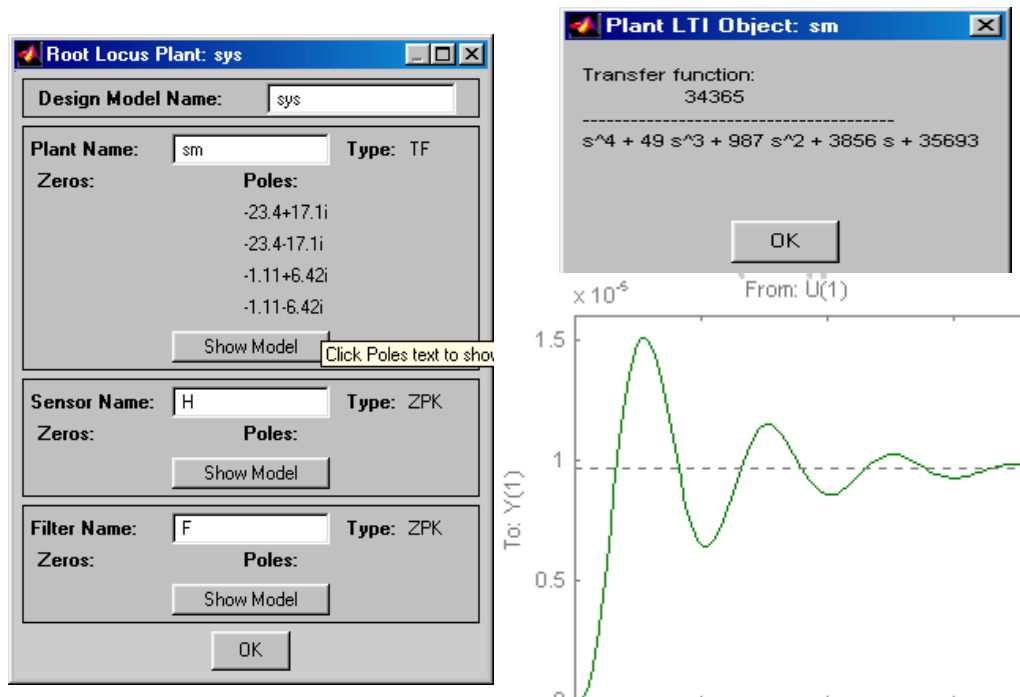 Root Locus Plant: sys
Design Model Name: sys
Plant Name: sm Type: TF
Zeros: Poles:
-23.4+17.1i
-23.4-17.1i
-1.11+6.42i
-1.11-6.42i
Show Model
Click Poles text to show
Sensor Name: H Type: ZPK
Zeros: Poles:
Show Model
Filter Name: F Type: ZPK
Zeros: Poles:
Show Model
OK
Plant LTI Object: sm
Transfer function:
34365
---------------------------------------
s^4 + 49 s^3 + 987 s^2 + 3856 s + 35693
OK
From: U(1)
x 10^-5
1.5
1
0.5
0
To: Y(1)